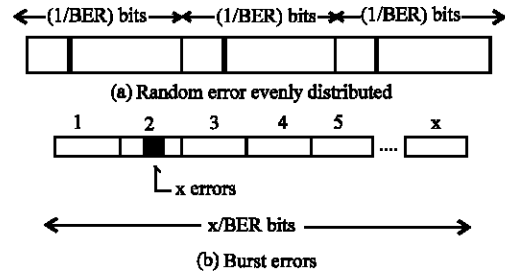 (1/BER) bits (1/BER) bits (1/BER) bits
(a) Random error evenly distributed
1 2 3 4 5 x
....
x errors
x/BER bits
(b) Burst errors